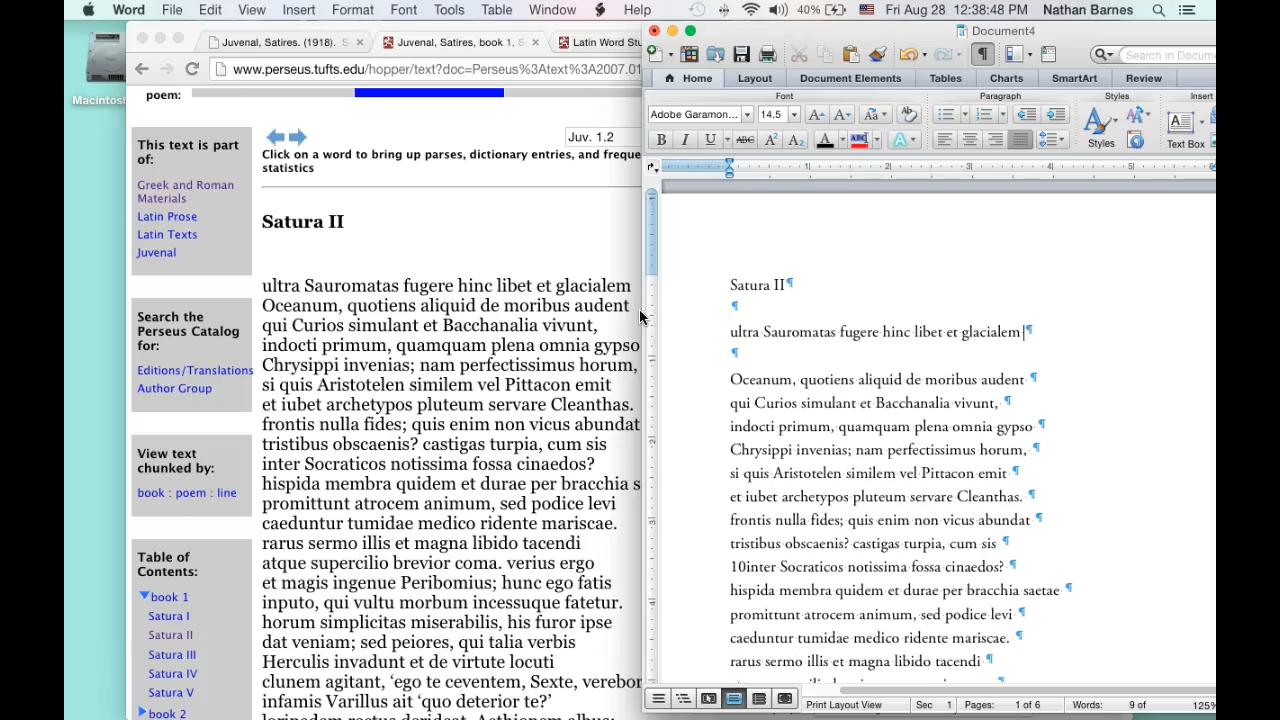 Word File Edit View Insert Format Font Tools Table Window Help 40% Fri Aug 28 12:38:48 PM Nathan Barnes
Macintosh
Juvenal, Satires. (1918). S
Juvenal, Satires, book 1, S
Latin Word Stu
www.perseus.tufts.edu/hopper/text?doc=Perseus%3Atext%3A2007.01
poem:
This text is part
of:
Greek and Roman
Materials
Latin Prose
Latin Texts
Juvenal
Search the
Perseus Catalog
for:
Editions/Translations
Author Group
View text
chunked by:
book : poem : line
Table of
Contents:
book 1
Satura I
Satura II
Satura III
Satura IV
Satura V
book 2
Juv. 1.2
Click on a word to bring up parses, dictionary entries, and freque
statistics
Satura II
ultra Sauromatas fugere hinc libet et glacialem
Oceanum, quotiens aliquid de moribus audent
qui Curios simulant et Bacchanalia vivunt,
indocti primum, quamquam plena omnia gypso
Chrysippi invenias; nam perfectissimus horum,
si quis Aristotelen similem vel Pittacon emit
et iubet archetypos pluteum servare Cleanthas.
frontis nulla fides; quis enim non vicus abundat
tristibus obscaenis? castigas turpia, cum sis
inter Socraticos notissima fossa cinaedos?
hispida membra quidem et durae per bracchia s
promittunt atrocem animum, sed podice levi
caeduntur tumidae medico ridente mariscae.
rarus sermo illis et magna libido tacendi
atque supercilio brevior coma. verius ergo
et magis ingenue Peribomius; hunc ego fatis
inputo, qui vultu morbum incessuque fatetur.
horum simplicitas miserabilis, his furor ipse
dat veniam; sed peiores, qui talia verbis
Herculis invadunt et de virtute locuti
clunem agitant, ‘ego te ceventem, Sexte, verebor
infamis Varillus ait ‘quo deterior te?’
loripedem rectus derideat, Aethiopem albus;
Document4
Search in Docume
Home Layout Document Elements Tables Charts SmartArt Review
Font Paragraph Styles Insert
Adobe Garamon... 14.5
Styles Text Box
1 2 3 4 5
Satura II¶
¶
ultra Sauromatas fugere hinc libet et glacialem ¶
¶
Oceanum, quotiens aliquid de moribus audent ¶
qui Curios simulant et Bacchanalia vivunt, ¶
indocti primum, quamquam plena omnia gypso ¶
Chrysippi invenias; nam perfectissimus horum, ¶
si quis Aristotelen similem vel Pittacon emit ¶
et iubet archetypos pluteum servare Cleanthas. ¶
frontis nulla fides; quis enim non vicus abundat ¶
tristibus obscaenis? castigas turpia, cum sis ¶
10inter Socraticos notissima fossa cinaedos? ¶
hispida membra quidem et durae per bracchia saetae ¶
promittunt atrocem animum, sed podice levi ¶
caeduntur tumidae medico ridente mariscae. ¶
rarus sermo illis et magna libido tacendi ¶
Print Layout View Sec 1 Pages: 1 of 6 Words: 9 of 125%